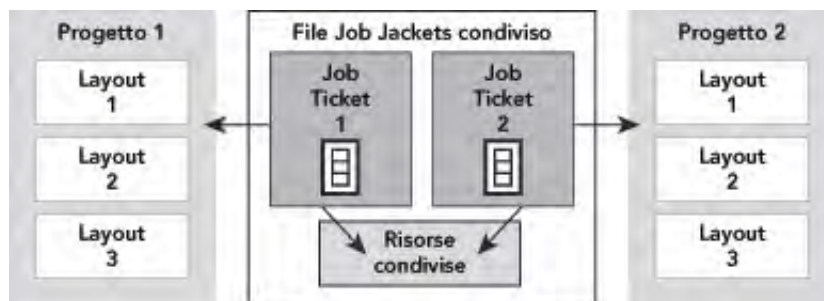 Progetto 1
Layout
1
Layout
2
Layout
3
File Job Jackets condiviso
Job
Ticket
1
Job
Ticket
2
Risorse
condivise
Progetto 2
Layout
1
Layout
2
Layout
3